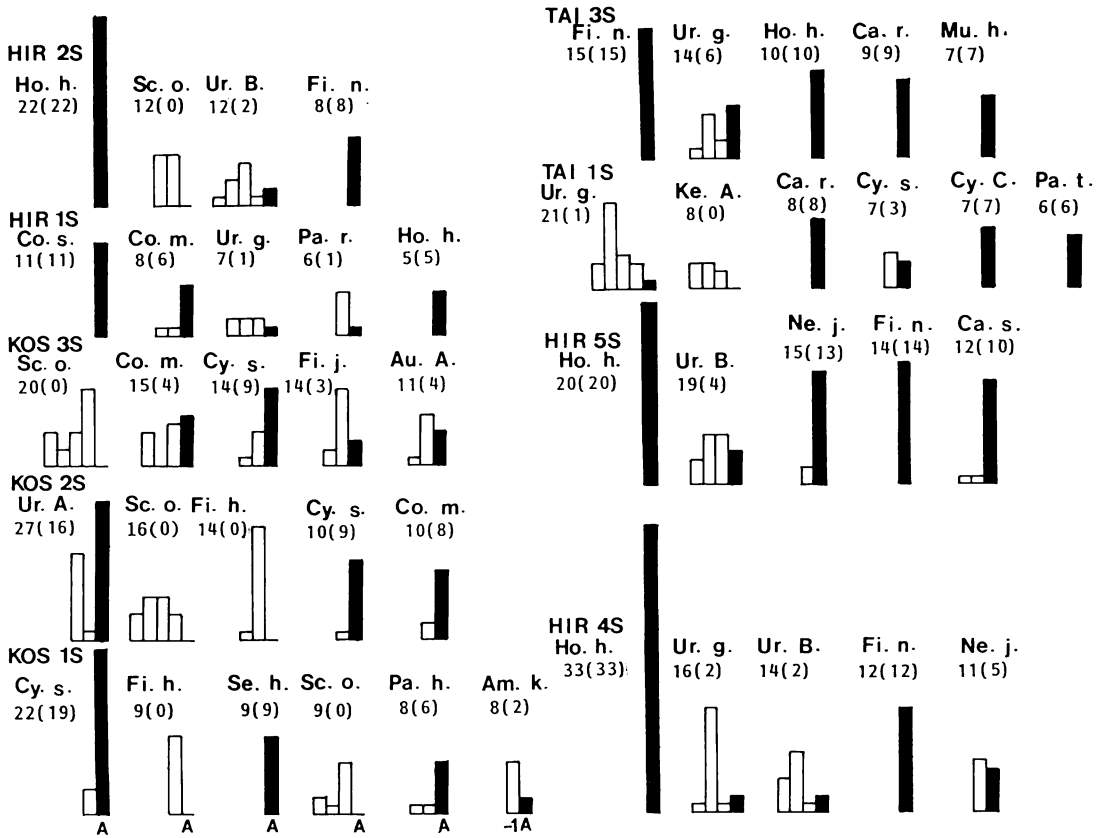 HIR 2S
Ho. h. Sc. o. Ur. B. Fi. n.
22(22) 12(0) 12(2) 8(8)
HIR 1S
Co. s. Co. m. Ur. g. Pa. r. Ho. h.
11(11) 8(6) 7(1) 6(1) 5(5)
KOS 3S
Sc. o. Co. m. Cy. s. Fi. j. Au. A.
20(0) 15(4) 14(9) 14(3) 11(4)
KOS 2S
Ur. A. Sc. o. Fi. h. Cy. s. Co. m.
27(16) 16(0) 14(0) 10(9) 10(8)
KOS 1S
Cy. s. Fi. h. Se. h. Sc. o. Pa. h. Am. k.
22(19) 9(0) 9(9) 9(0) 8(6) 8(2)
A A A A A -1A
TAI 3S
Fi. n. Ur. g. Ho. h. Ca. r. Mu. h.
15(15) 14(6) 10(10) 9(9) 7(7)
TAI 1S
Ur. g. Ke. A. Ca. r. Cy. s. Cy. C. Pa. t.
21(1) 8(0) 8(8) 7(3) 7(7) 6(6)
HIR 5S
Ho. h. Ur. B. Ne. j. Fi. n. Ca. s.
20(20) 19(4) 15(13) 14(14) 12(10)
HIR 4S
Ho. h. Ur. g. Ur. B. Fi. n. Ne. j.
33(33) 16(2) 14(2) 12(12) 11(5)